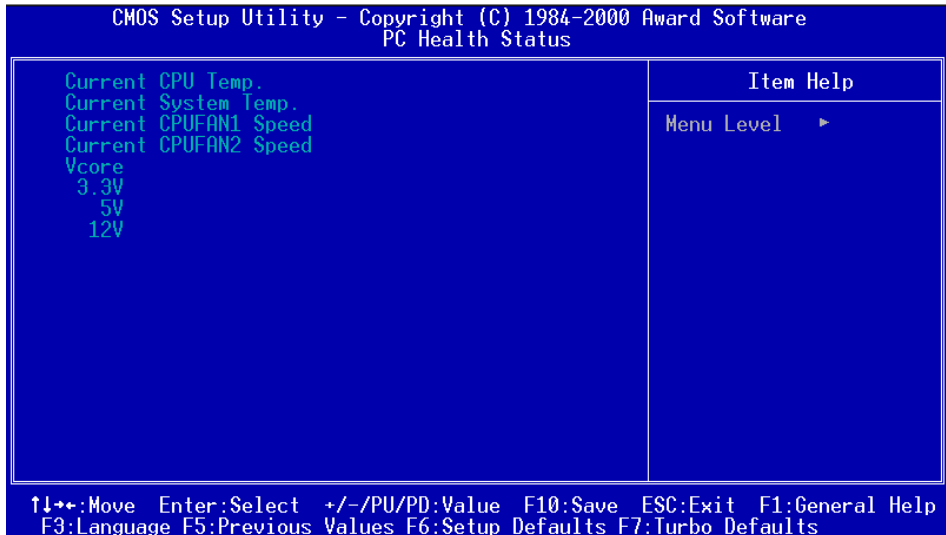 CMOS Setup Utility - Copyright (C) 1984-2000 Award Software
PC Health Status
Current CPU Temp.
Current System Temp.
Current CPUFAN1 Speed
Current CPUFAN2 Speed
Vcore
3.3V
5V
12V
Item Help
Menu Level ►
↑↓→←:Move Enter:Select +/-/PU/PD:Value F10:Save ESC:Exit F1:General Help
F3:Language F5:Previous Values F6:Setup Defaults F7:Turbo Defaults